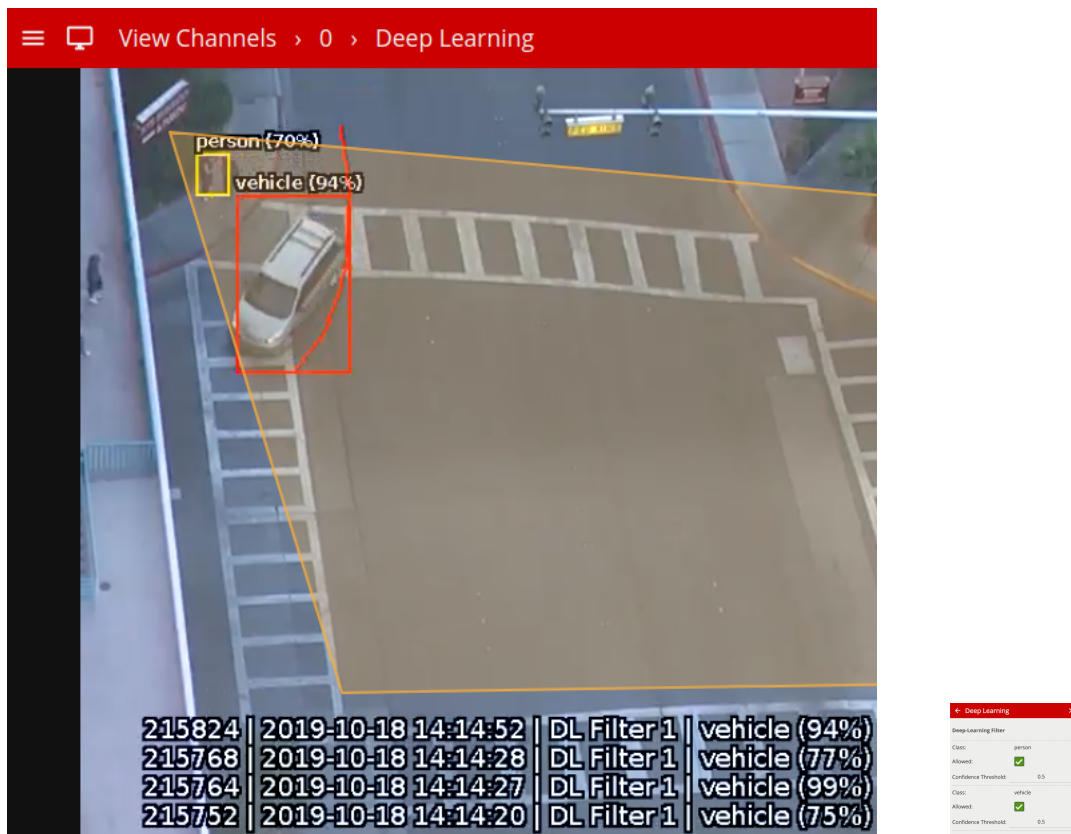 View Channels › 0 › Deep Learning
PED XING
person (70%)
vehicle (94%)
215824 | 2019-10-18 14:14:52 | DL Filter 1 | vehicle (94%)
215768 | 2019-10-18 14:14:28 | DL Filter 1 | vehicle (77%)
215764 | 2019-10-18 14:14:27 | DL Filter 1 | vehicle (99%)
215752 | 2019-10-18 14:14:20 | DL Filter 1 | vehicle (75%)
← Deep Learning
Deep-Learning Filter
Class: person
Allowed:
Confidence Threshold: 0.5
Class: vehicle
Allowed:
Confidence Threshold: 0.5